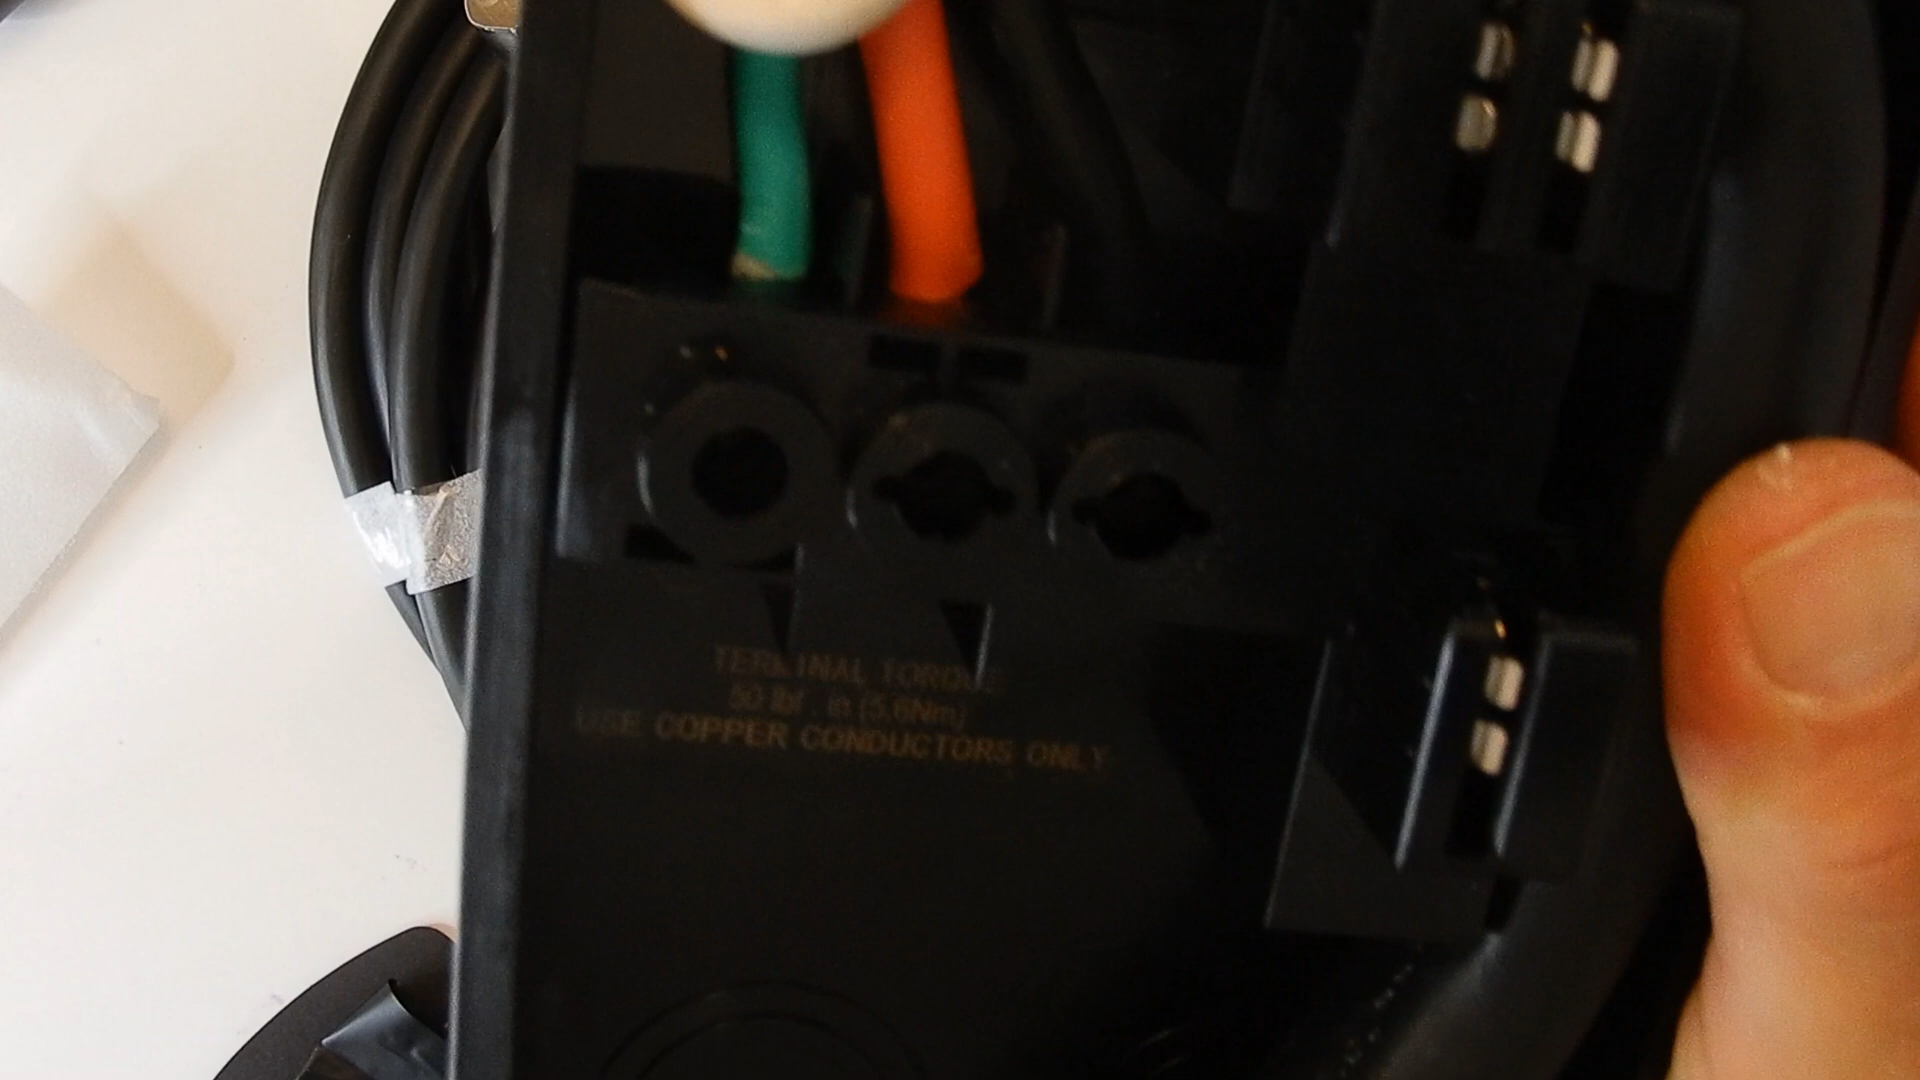 TERMINAL TORQUE
50 lbf . in (5.6Nm)
USE COPPER CONDUCTORS ONLY